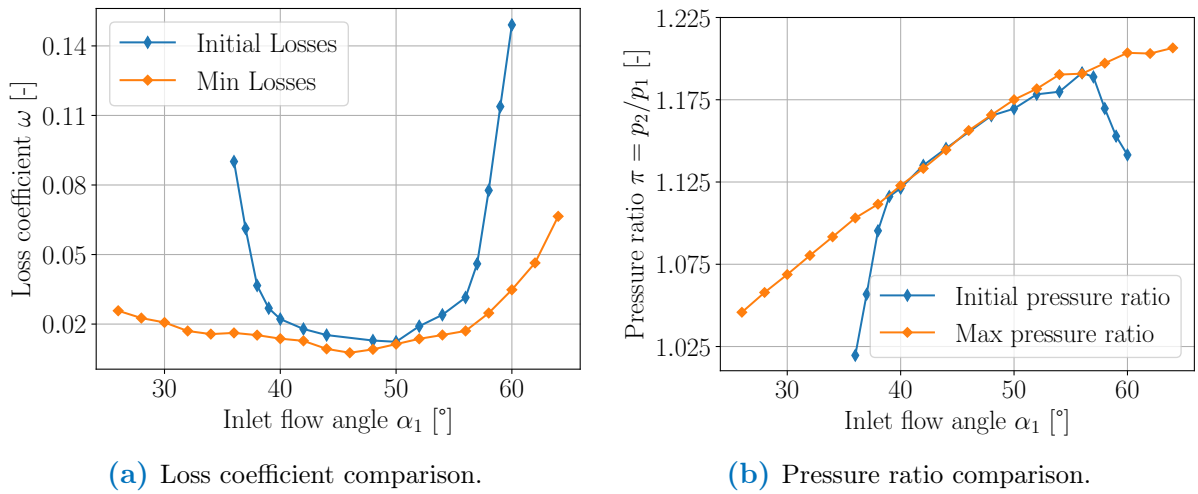 0.14
0.11
0.08
0.05
0.02
Loss coefficient ω [-]
Initial Losses
Min Losses
30 40 50 60
Inlet flow angle α₁ [°]
(a) Loss coefficient comparison.
1.225
1.175
1.125
1.075
1.025
Pressure ratio π = p₂/p₁ [-]
Initial pressure ratio
Max pressure ratio
30 40 50 60
Inlet flow angle α₁ [°]
(b) Pressure ratio comparison.